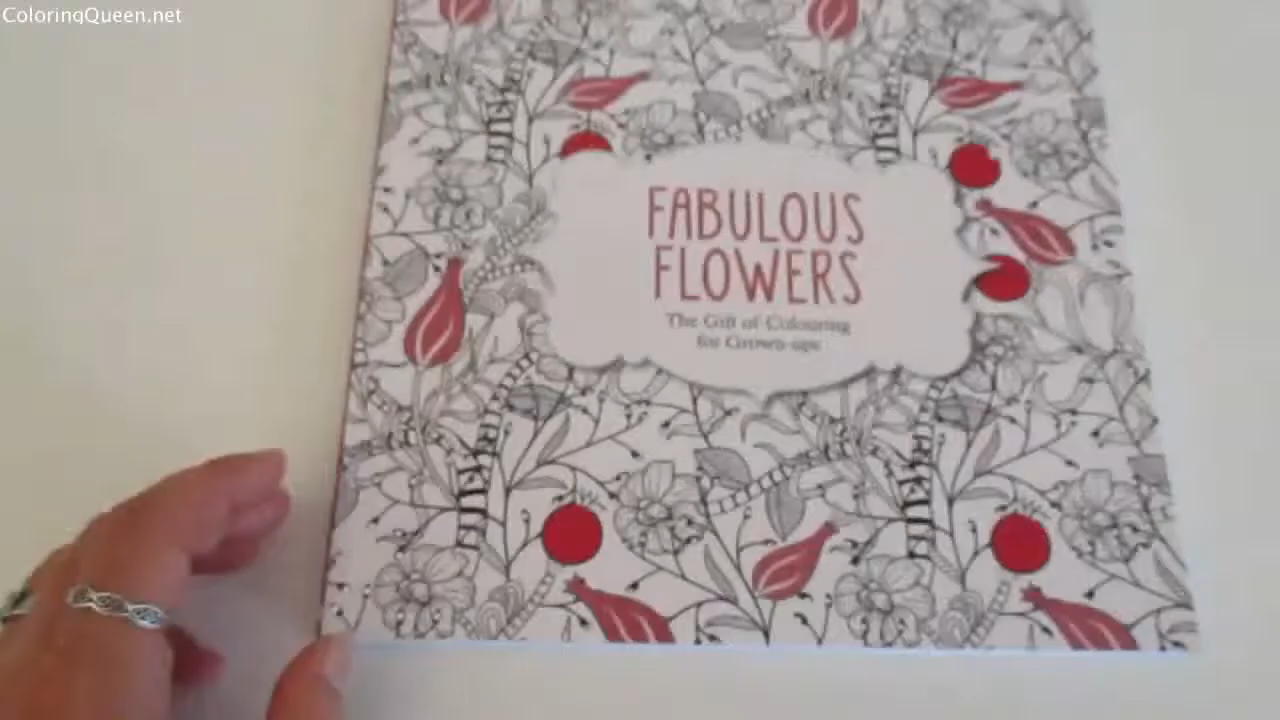 ColoringQueen.net
FABULOUS
FLOWERS
The Gift of Colouring
for Grown-ups